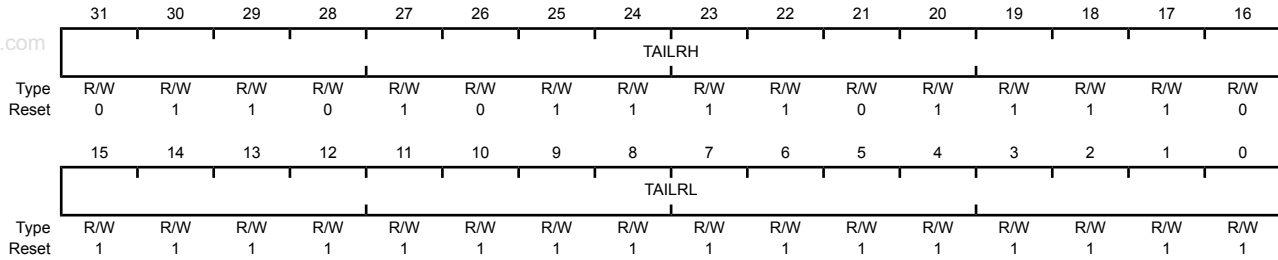 31 30 29 28 27 26 25 24 23 22 21 20 19 18 17 16
.com
TAILRH
Type R/W R/W R/W R/W R/W R/W R/W R/W R/W R/W R/W R/W R/W R/W R/W R/W
Reset 0 1 1 0 1 0 1 1 1 1 0 1 1 1 1 0
15 14 13 12 11 10 9 8 7 6 5 4 3 2 1 0
TAILRL
Type R/W R/W R/W R/W R/W R/W R/W R/W R/W R/W R/W R/W R/W R/W R/W R/W
Reset 1 1 1 1 1 1 1 1 1 1 1 1 1 1 1 1